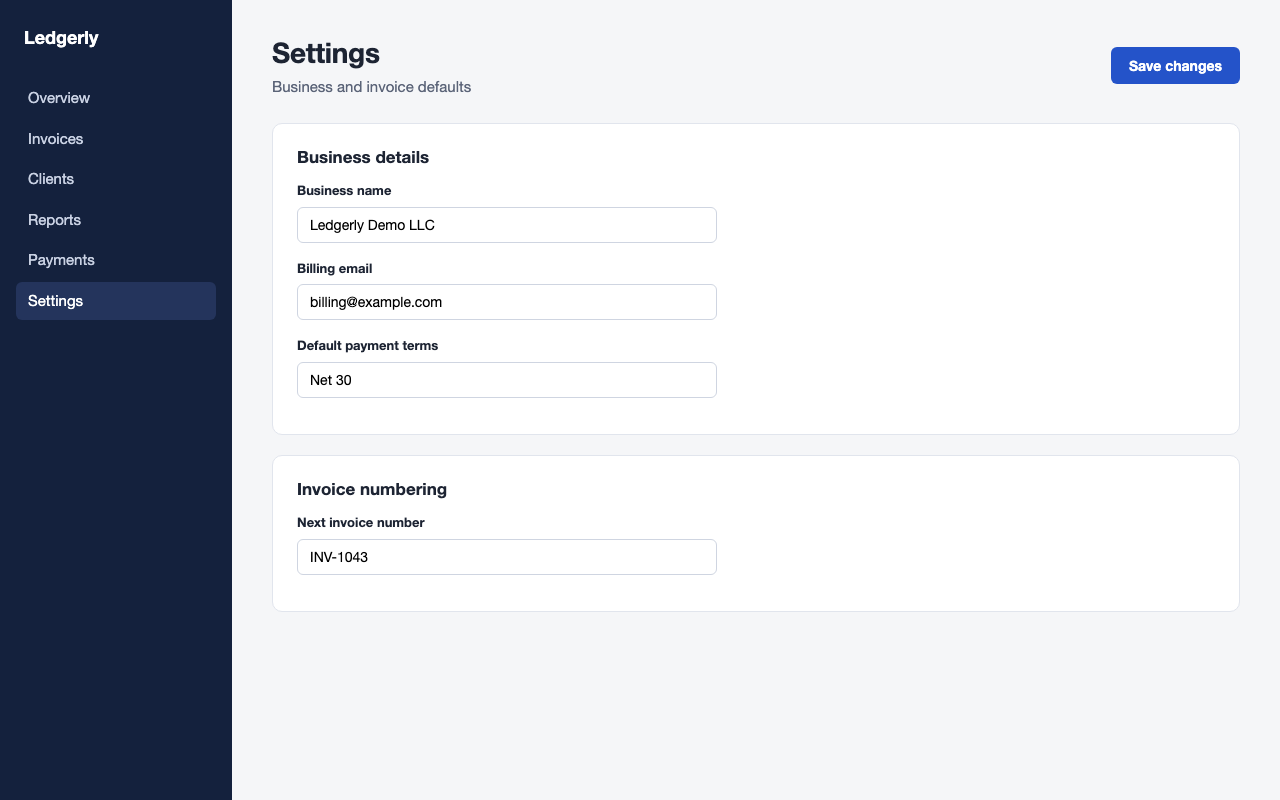 Ledgerly
Overview
Invoices
Clients
Reports
Payments
Settings
Settings
Business and invoice defaults
Save changes
Business details
Business name
Ledgerly Demo LLC
Billing email
billing@example.com
Default payment terms
Net 30
Invoice numbering
Next invoice number
INV-1043